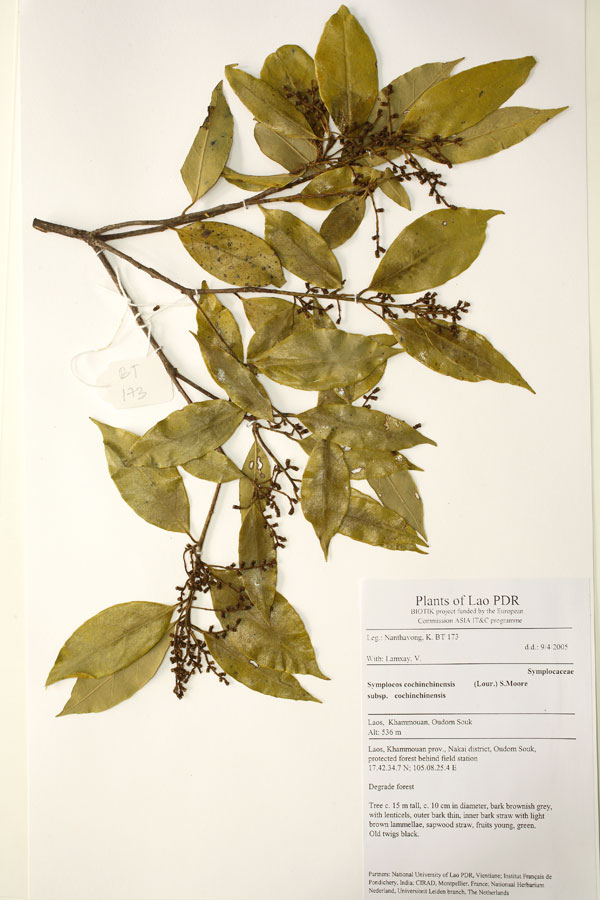 BT
173
Plants of Lao PDR
BIOTIK project funded by the European
Commission ASIA IT&C programme
Leg.: Nanthavong, K. BT 173
d.d.: 9/4/2005
With: Lamxay, V.
Symplocaceae
Symplocos cochinchinensis (Lour.) S.Moore
subsp. cochinchinensis
Laos, Khammouan, Oudom Souk
Alt: 536 m
Laos, Khammouan prov., Nakai district, Oudom Souk,
protected forest behind field station
17.42.34.7 N; 105.08.25.4 E
Degrade forest
Tree c. 15 m tall, c. 10 cm in diameter, bark brownish grey,
with lenticels, outer bark thin, inner bark straw with light
brown lammellae, sapwood straw, fruits young, green.
Old twigs black.
Partners: National University of Lao PDR, Vientiane; Institut Français de
Pondichery, India; CIRAD, Montpellier, France; Nationaal Herbarium
Nederland, Universiteit Leiden branch, The Netherlands